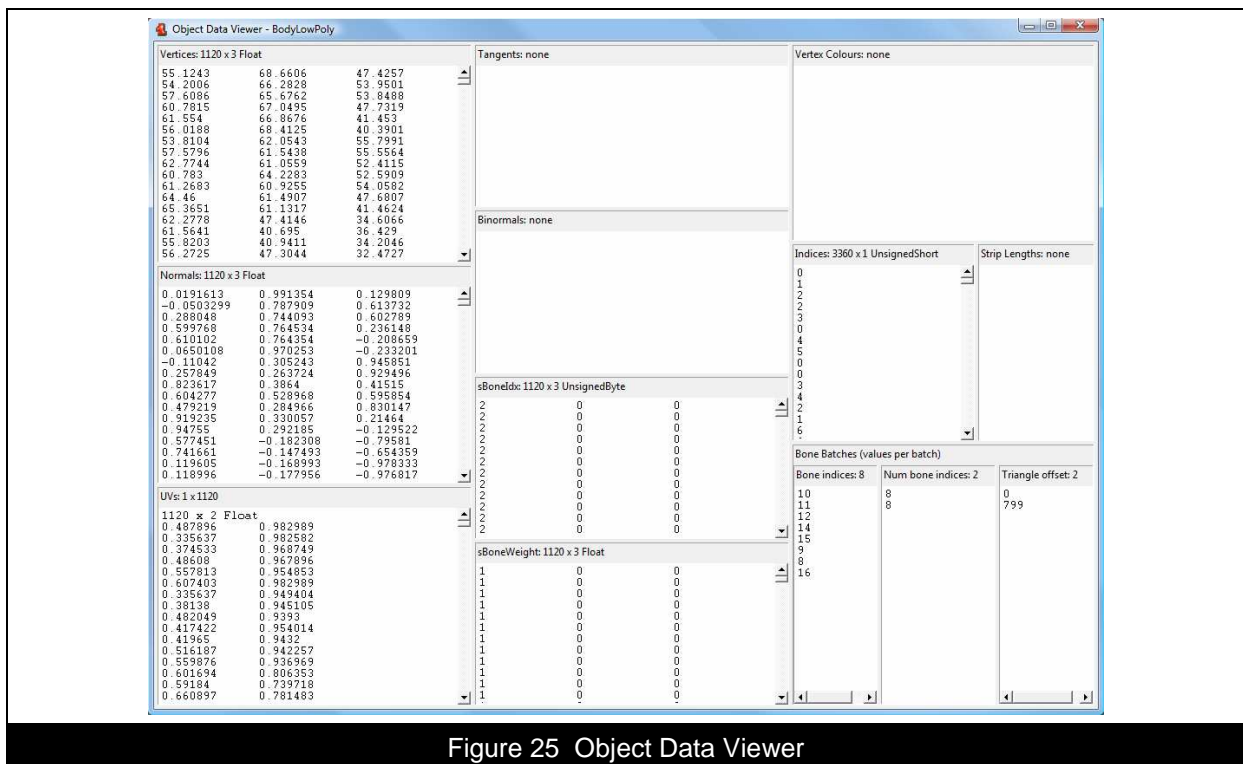 Object Data Viewer - BodyLowPoly
Vertices: 1120 x 3 Float
55.1243 68.6606 47.4257
54.2006 66.2828 53.9501
57.6086 65.6762 53.8488
60.7815 67.0495 47.7319
61.554 66.8676 41.453
56.0188 68.4125 40.3901
53.8104 62.0543 55.7991
57.5796 61.5438 55.5564
62.7744 61.0559 52.4115
60.783 64.2283 52.5909
61.2683 60.9255 54.0582
64.46 61.4907 47.6807
65.3651 61.1317 41.4624
62.2778 47.4146 34.6066
61.5641 40.695 36.429
55.8203 40.9411 34.2046
56.2725 47.3044 32.4727
Normals: 1120 x 3 Float
0.0191613 0.991354 0.129809
-0.0503299 0.787909 0.613732
0.288048 0.744093 0.602789
0.599768 0.764534 0.236148
0.610102 0.764354 -0.208659
0.0650108 0.970253 -0.233201
-0.11042 0.305243 0.945851
0.257849 0.263724 0.929496
0.823617 0.3864 0.41515
0.604277 0.528968 0.595854
0.479219 0.284966 0.830147
0.919235 0.330057 0.21464
0.94755 0.292185 -0.129522
0.577451 -0.182308 -0.79581
0.741661 -0.147493 -0.654359
0.119605 -0.168993 -0.978333
0.118996 -0.177956 -0.976817
UVs: 1 x 1120
1120 x 2 Float
0.487896 0.982989
0.335637 0.982582
0.374533 0.968749
0.48608 0.967896
0.557813 0.954853
0.607403 0.982989
0.335637 0.949404
0.38138 0.945105
0.482049 0.9393
0.417422 0.954014
0.41965 0.9432
0.516187 0.942257
0.559876 0.936969
0.601694 0.806353
0.59184 0.739718
0.660897 0.781483
Tangents: none
Binormals: none
sBoneIdx: 1120 x 3 UnsignedByte
2 0 0
2 0 0
2 0 0
2 0 0
2 0 0
2 0 0
2 0 0
2 0 0
2 0 0
2 0 0
2 0 0
2 0 0
sBoneWeight: 1120 x 3 Float
1 0 0
1 0 0
1 0 0
1 0 0
1 0 0
1 0 0
1 0 0
1 0 0
1 0 0
1 0 0
1 0 0
1 0 0
Vertex Colours: none
Indices: 3360 x 1 UnsignedShort
0
1
2
2
3
0
4
5
0
0
3
4
2
1
6
Strip Lengths: none
Bone Batches (values per batch)
Bone indices: 8
10
11
12
14
15
9
8
16
Num bone indices: 2
8
8
Triangle offset: 2
0
799
Figure 25 Object Data Viewer